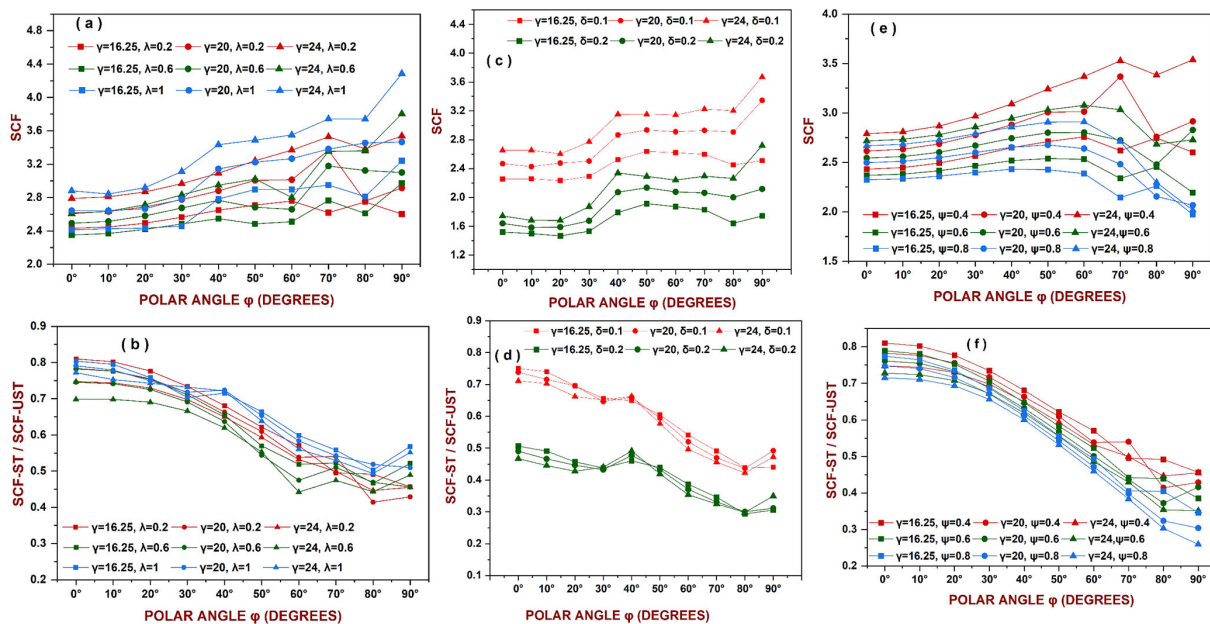 ( a )
γ=16.25, λ=0.2 γ=20, λ=0.2 γ=24, λ=0.2
γ=16.25, λ=0.6 γ=20, λ=0.6 γ=24, λ=0.6
γ=16.25, λ=1 γ=20, λ=1 γ=24, λ=1
SCF
4.8
4.4
4.0
3.6
3.2
2.8
2.4
2.0
0° 10° 20° 30° 40° 50° 60° 70° 80° 90°
POLAR ANGLE φ (DEGREES)
( c )
γ=16.25, δ=0.1 γ=20, δ=0.1 γ=24, δ=0.1
γ=16.25, δ=0.2 γ=20, δ=0.2 γ=24, δ=0.2
SCF
4.4
4.0
3.6
3.2
2.8
2.4
2.0
1.6
1.2
0° 10° 20° 30° 40° 50° 60° 70° 80° 90°
POLAR ANGLE φ (DEGREES)
( e )
SCF
4.0
3.5
3.0
2.5
2.0
1.5
1.0
γ=16.25, ψ=0.4 γ=20, ψ=0.4 γ=24, ψ=0.4
γ=16.25, ψ=0.6 γ=20, ψ=0.6 γ=24,ψ=0.6
γ=16.25, ψ=0.8 γ=20, ψ=0.8 γ=24, ψ=0.8
0° 10° 20° 30° 40° 50° 60° 70° 80° 90°
POLAR ANGLE φ (DEGREES)
( b )
SCF-ST / SCF-UST
0.9
0.8
0.7
0.6
0.5
0.4
0.3
0.2
γ=16.25, λ=0.2 γ=20, λ=0.2 γ=24, λ=0.2
γ=16.25, λ=0.6 γ=20, λ=0.6 γ=24, λ=0.6
γ=16.25, λ=1 γ=20, λ=1 γ=24, λ=1
0° 10° 20° 30° 40° 50° 60° 70° 80° 90°
POLAR ANGLE φ (DEGREES)
( d )
γ=16.25, δ=0.1 γ=20, δ=0.1 γ=24, δ=0.1
γ=16.25, δ=0.2 γ=20, δ=0.2 γ=24, δ=0.2
SCF-ST / SCF-UST
0.9
0.8
0.7
0.6
0.5
0.4
0.3
0.2
0.1
0° 10° 20° 30° 40° 50° 60° 70° 80° 90°
POLAR ANGLE φ (DEGREES)
( f )
SCF-ST / SCF-UST
0.9
0.8
0.7
0.6
0.5
0.4
0.3
0.2
γ=16.25, ψ=0.4 γ=20, ψ=0.4 γ=24, ψ=0.4
γ=16.25, ψ=0.6 γ=20, ψ=0.6 γ=24,ψ=0.6
γ=16.25, ψ=0.8 γ=20, ψ=0.8 γ=24, ψ=0.8
0° 10° 20° 30° 40° 50° 60° 70° 80° 90°
POLAR ANGLE φ (DEGREES)